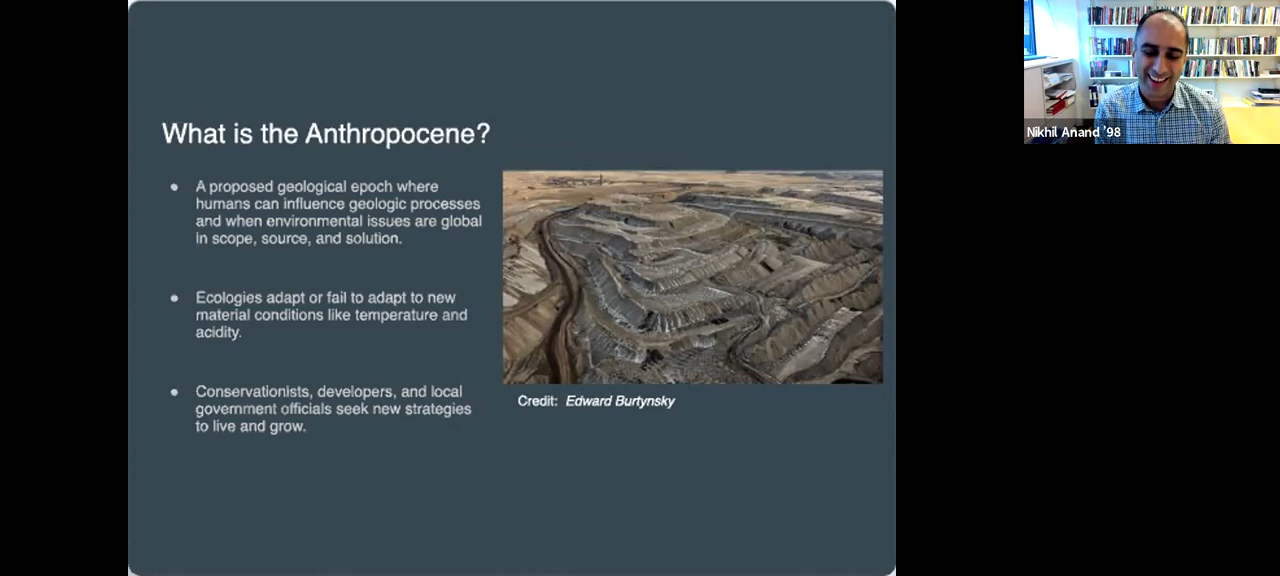 What is the Anthropocene?
● A proposed geological epoch where
humans can influence geologic processes
and when environmental issues are global
in scope, source, and solution.
● Ecologies adapt or fail to adapt to new
material conditions like temperature and
acidity.
● Conservationists, developers, and local
government officials seek new strategies
to live and grow.
Credit: Edward Burtynsky
Nikhil Anand ’98